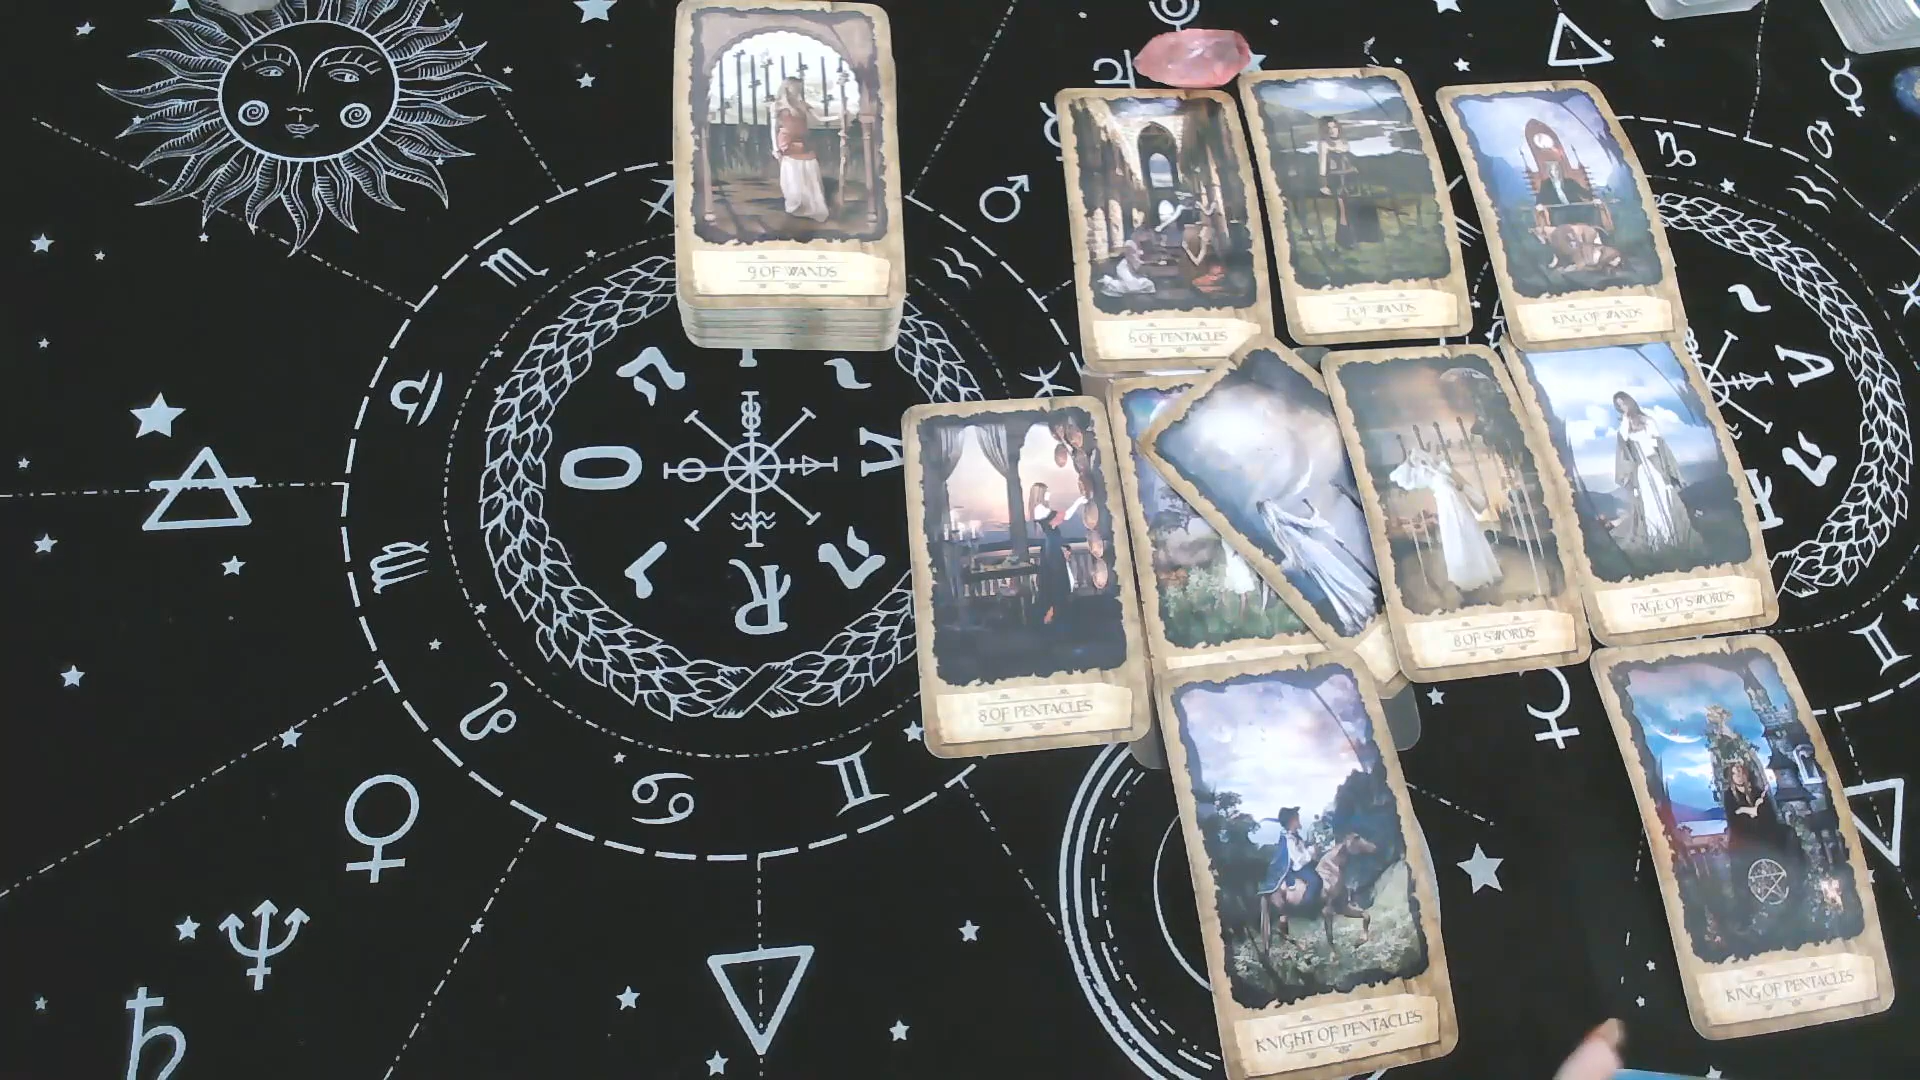 9 OF WANDS
6 OF PENTACLES
7 OF WANDS
KING OF WANDS
8 OF PENTACLES
8 OF SWORDS
PAGE OF SWORDS
KNIGHT OF PENTACLES
KING OF PENTACLES